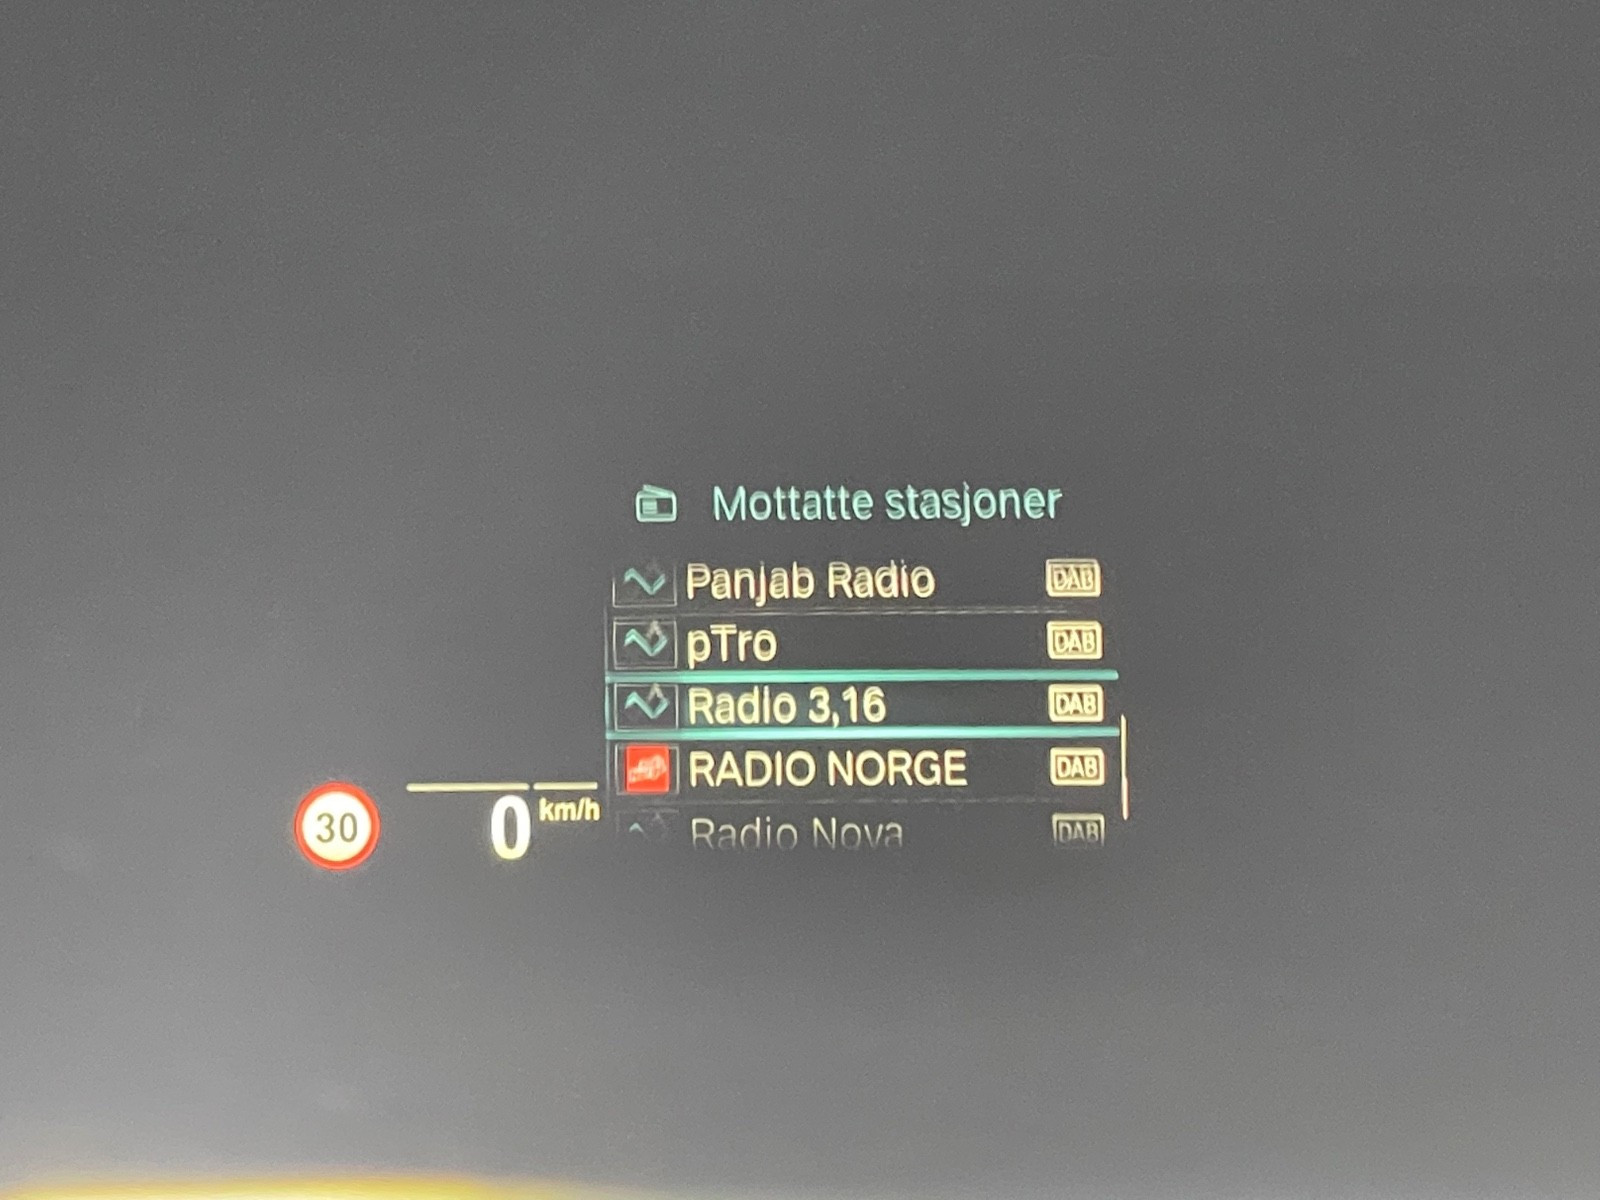 Mottatte stasjoner
Panjab Radio DAB
pTro DAB
Radio 3,16 DAB
RADIO NORGE DAB
Radio Nova DAB
30
0 km/h